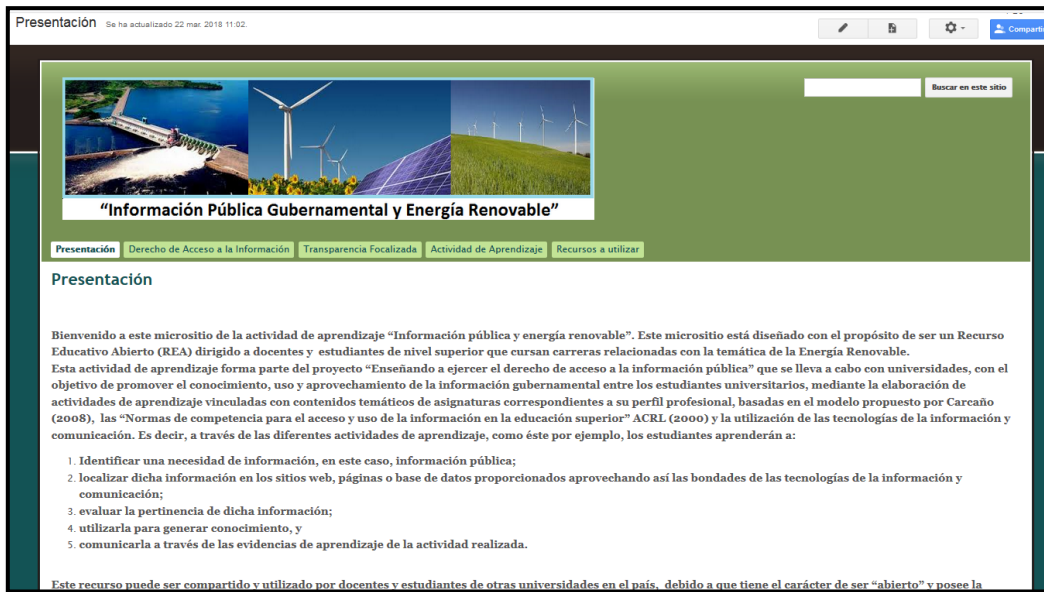 Presentación Se ha actualizado 22 mar. 2018 11:02.
Compartir
Buscar en este sitio
“Información Pública Gubernamental y Energía Renovable”
Presentación Derecho de Acceso a la Información Transparencia Focalizada Actividad de Aprendizaje Recursos a utilizar
Presentación
Bienvenido a este micrositio de la actividad de aprendizaje “Información pública y energía renovable”. Este micrositio está diseñado con el propósito de ser un Recurso
Educativo Abierto (REA) dirigido a docentes y estudiantes de nivel superior que cursan carreras relacionadas con la temática de la Energía Renovable.
Esta actividad de aprendizaje forma parte del proyecto “Enseñando a ejercer el derecho de acceso a la información pública” que se lleva a cabo con universidades, con el
objetivo de promover el conocimiento, uso y aprovechamiento de la información gubernamental entre los estudiantes universitarios, mediante la elaboración de
actividades de aprendizaje vinculadas con contenidos temáticos de asignaturas correspondientes a su perfil profesional, basadas en el modelo propuesto por Carcaño
(2008), las “Normas de competencia para el acceso y uso de la información en la educación superior” ACRL (2000) y la utilización de las tecnologías de la información y
comunicación. Es decir, a través de las diferentes actividades de aprendizaje, como éste por ejemplo, los estudiantes aprenderán a:
1. Identificar una necesidad de información, en este caso, información pública;
2. localizar dicha información en los sitios web, páginas o base de datos proporcionados aprovechando así las bondades de las tecnologías de la información y
comunicación;
3. evaluar la pertinencia de dicha información;
4. utilizarla para generar conocimiento, y
5. comunicarla a través de las evidencias de aprendizaje de la actividad realizada.
Este recurso puede ser compartido y utilizado por docentes y estudiantes de otras universidades en el país, debido a que tiene el carácter de ser “abierto” y posee la